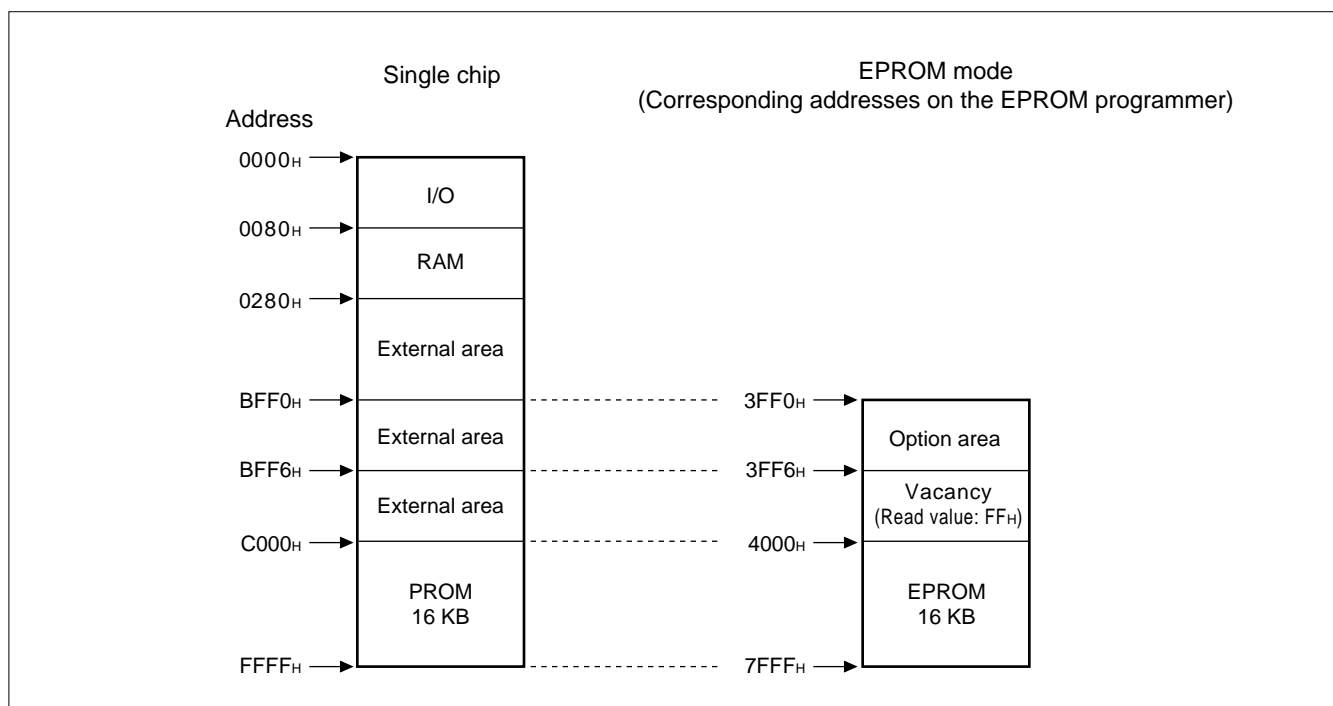 Single chip
EPROM mode
(Corresponding addresses on the EPROM programmer)
Address
0000H
I/O
0080H
RAM
0280H
External area
BFF0H
3FF0H
External area
Option area
BFF6H
3FF6H
External area
Vacancy
(Read value: FFH)
C000H
4000H
PROM
16 KB
EPROM
16 KB
FFFFH
7FFFH